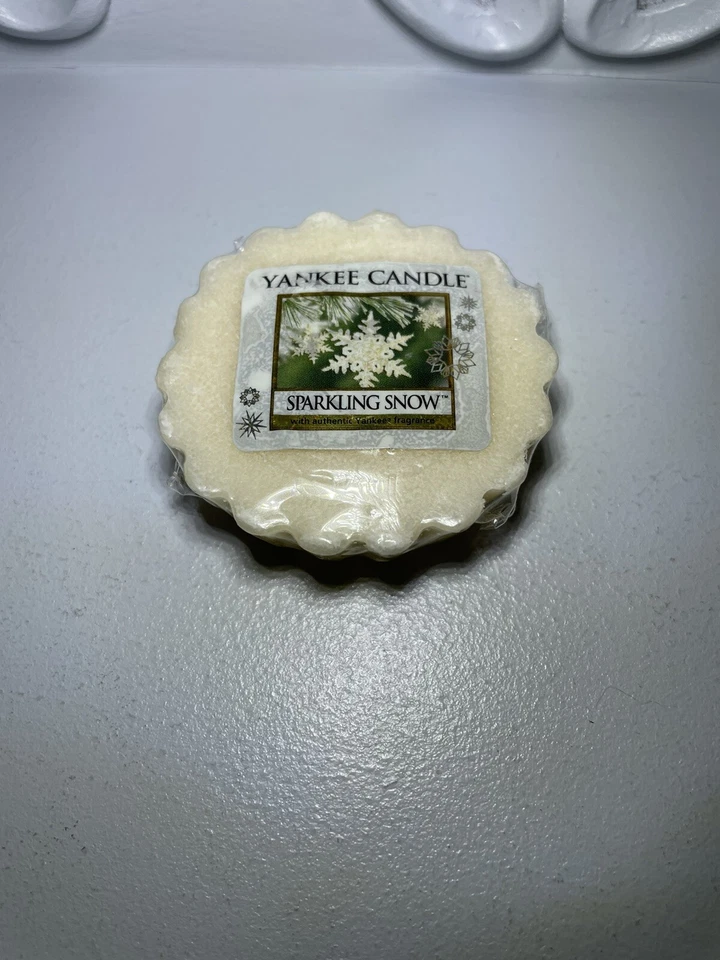 YANKEE CANDLE®
SPARKLING SNOW™
with authentic Yankee® fragrance